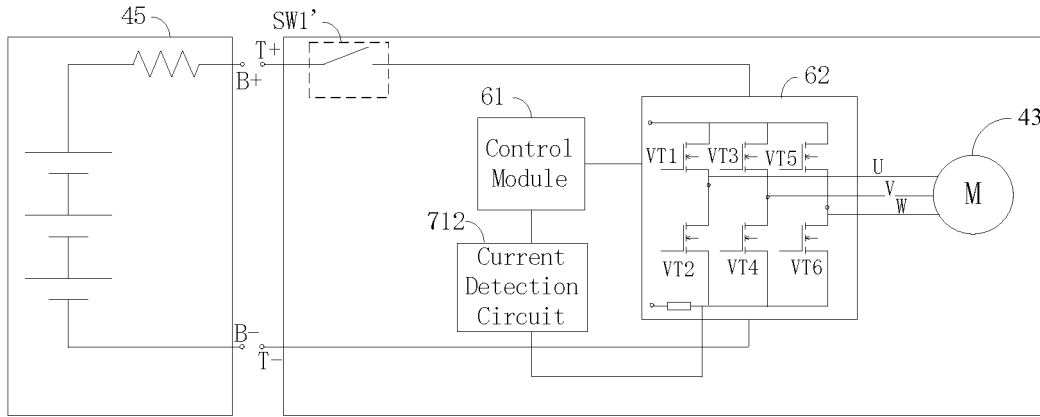 45
SW1'
T+
B+
61
62
43
Control
Module
VT1
VT3
VT5
U
V
W
M
712
Current
Detection
Circuit
VT2
VT4
VT6
B-
T-